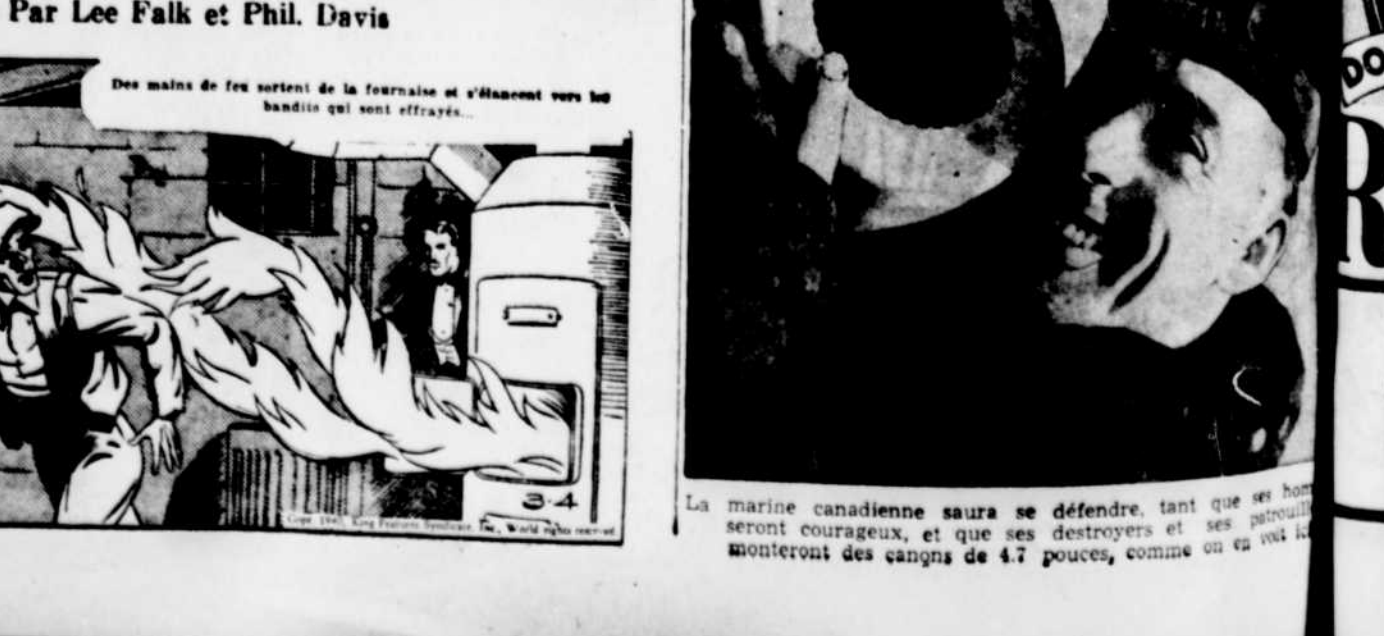 Par Lee Falk et Phil. Davis
Des mains de feu sortent de la fournaise et s'élancent vers les
bandits qui sont effrayés...
3-4
Copr. 1940, King Features Syndicate, Inc., World rights reserved.
La marine canadienne saura se défendre, tant que ses hom
seront courageux, et que ses destroyers et ses patrouill
monteront des canons de 4.7 pouces, comme on en voit ic
DO
R